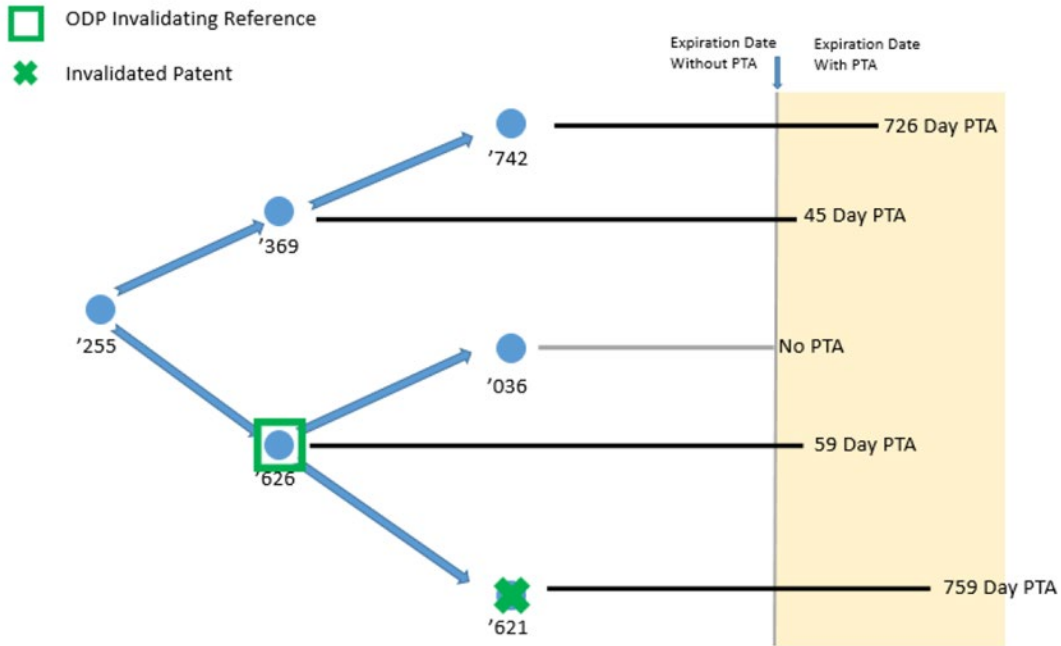 ODP Invalidating Reference
Invalidated Patent
Expiration Date
Without PTA
Expiration Date
With PTA
'742
726 Day PTA
'369
45 Day PTA
'255
'036
No PTA
'626
59 Day PTA
'621
759 Day PTA